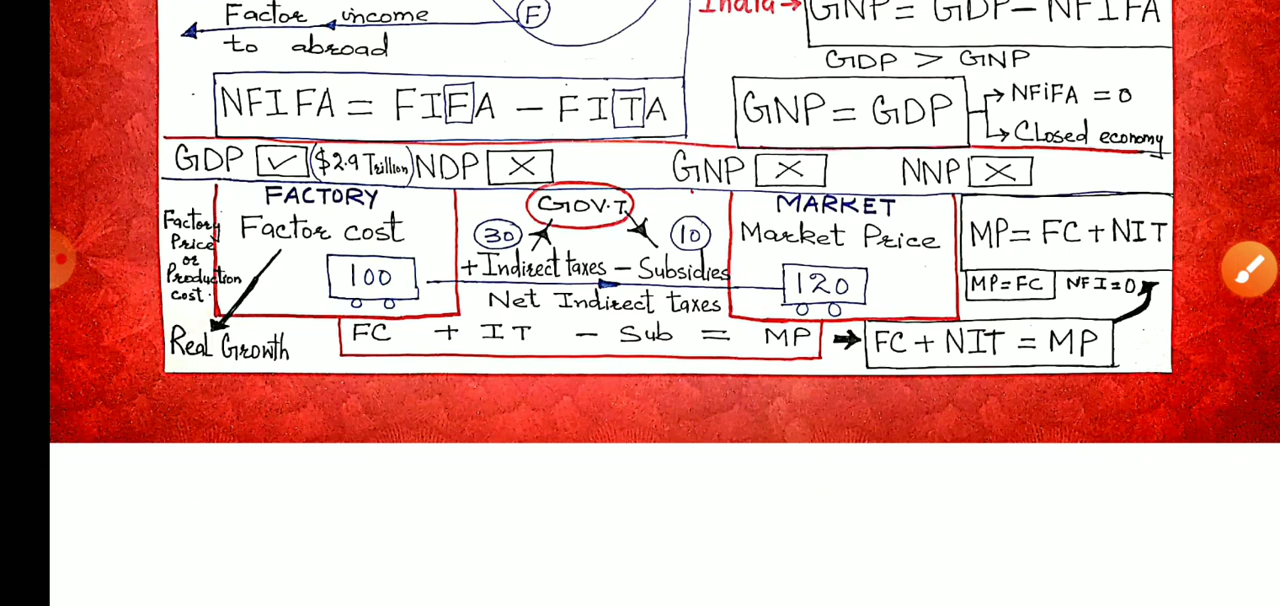 Factor income
to abroad
F
India→ GNP = GDP - NFIFA
GDP > GNP
NFIFA = FIFA - FITA
GNP = GDP
NFiFA = 0
Closed economy
GDP ✓ ($2.9 Trillion) NDP X GNP X NNP X
FACTORY
Factory
Price
or
Production
cost.
Factor cost
100
Real Growth
GOV.T
30
10
+ Indirect taxes - Subsidies
Net Indirect taxes
MARKET
Market Price
120
MP = FC + NIT
MP = FC NFI = 0
FC + IT - Sub = MP → FC + NIT = MP